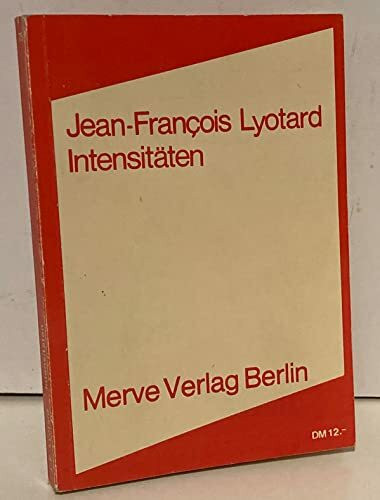 Jean-François Lyotard
Intensitäten
Merve Verlag Berlin
DM 12.-